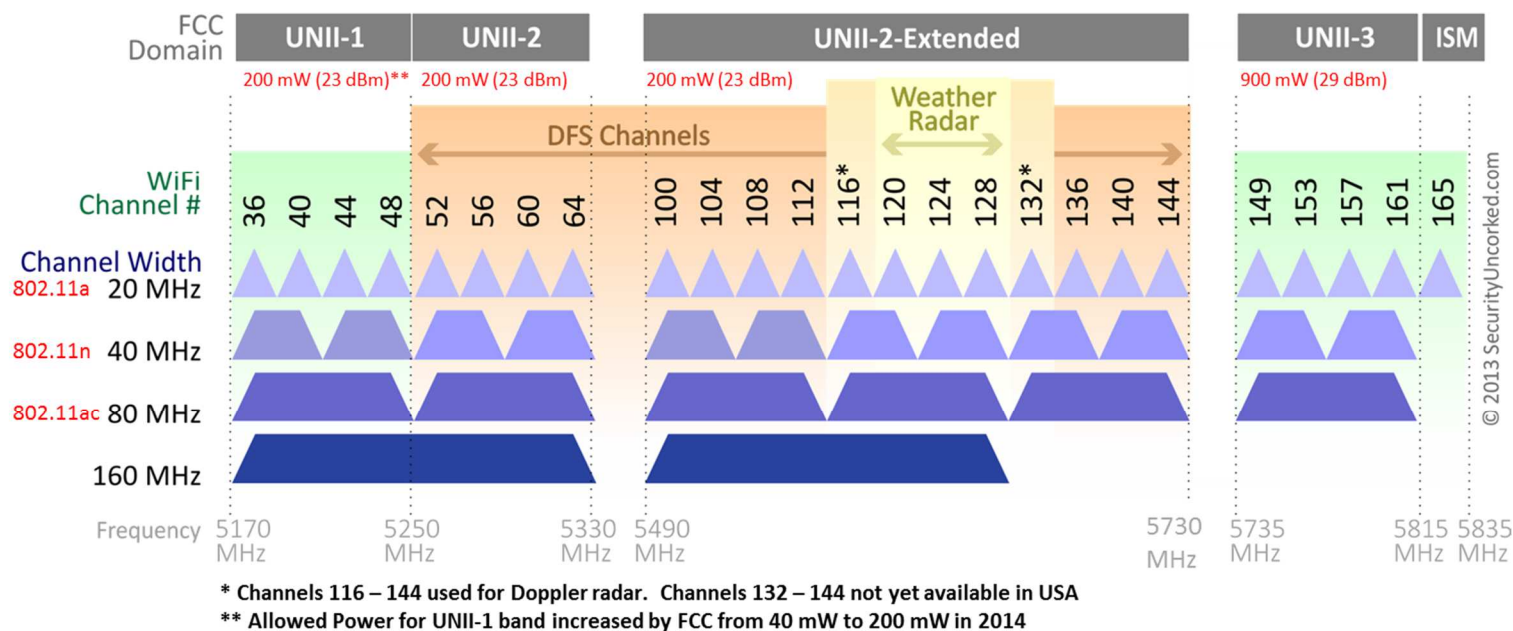 FCC
Domain
UNII-1
UNII-2
UNII-2-Extended
UNII-3
ISM
200 mW (23 dBm)**
200 mW (23 dBm)
200 mW (23 dBm)
900 mW (29 dBm)
Weather
Radar
DFS Channels
WiFi
Channel #
36 40 44 48 52 56 60 64 100 104 108 112 116* 120 124 128 132* 136 140 144 149 153 157 161 165
Channel Width
802.11a 20 MHz
802.11n 40 MHz
802.11ac 80 MHz
160 MHz
Frequency
5170
MHz
5250
MHz
5330
MHz
5490
MHz
5730
MHz
5735
MHz
5815
MHz
5835
MHz
© 2013 SecurityUncorked.com
* Channels 116 – 144 used for Doppler radar. Channels 132 – 144 not yet available in USA
** Allowed Power for UNII-1 band increased by FCC from 40 mW to 200 mW in 2014